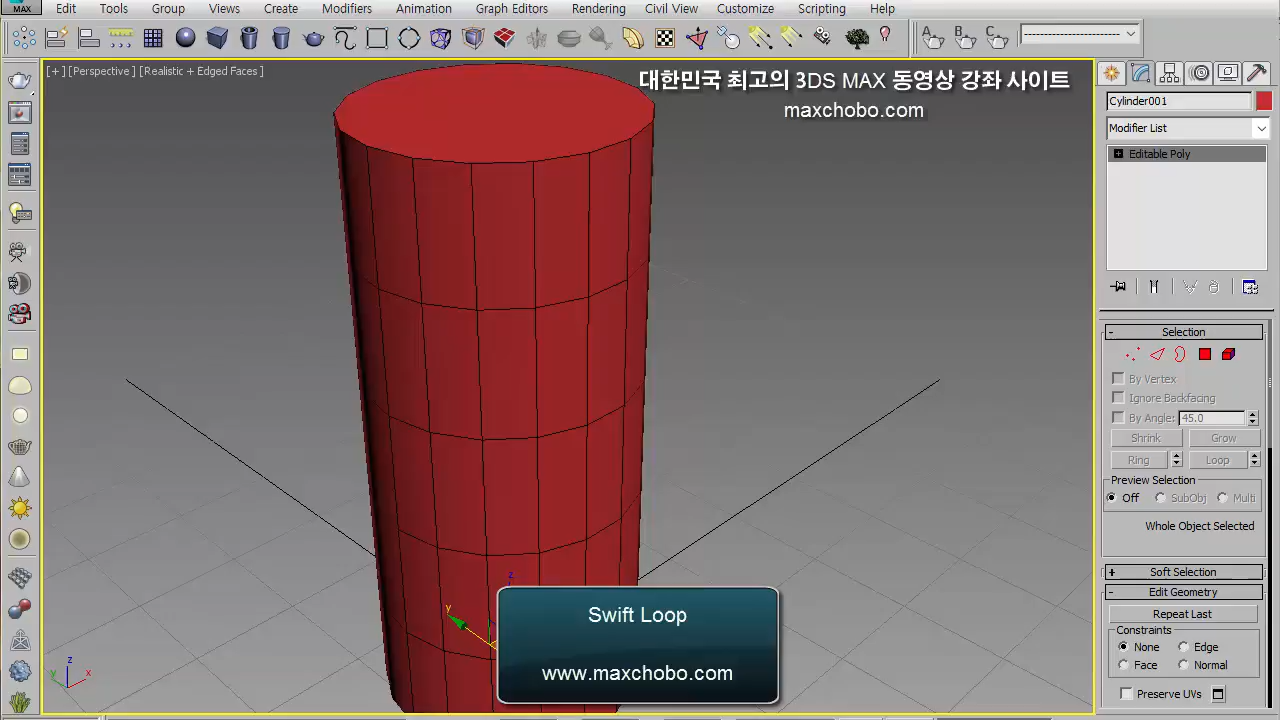 MAX Edit Tools Group Views Create Modifiers Animation Graph Editors Rendering Civil View Customize Scripting Help
A B C
[+] [Perspective] [Realistic + Edged Faces]
대한민국 최고의 3DS MAX 동영상 강좌 사이트
maxchobo.com
Cylinder001
Modifier List
Editable Poly
- Selection
By Vertex
Ignore Backfacing
By Angle: 45.0
Shrink Grow
Ring Loop
Preview Selection
Off SubObj Multi
Whole Object Selected
+ Soft Selection
- Edit Geometry
Repeat Last
Constraints
None Edge
Face Normal
Preserve UVs
z
y
Swift Loop
www.maxchobo.com
z
y x